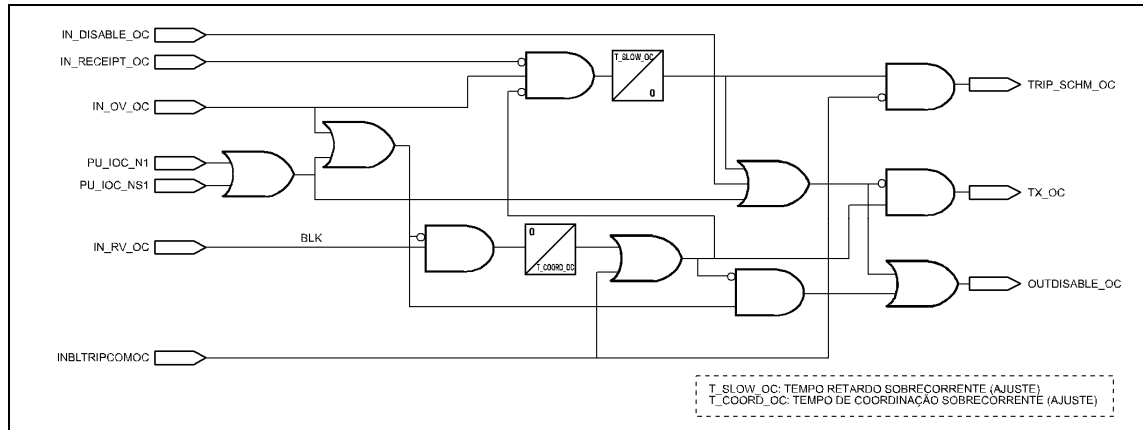 IN_DISABLE_OC
IN_RECEIPT_OC
T_SLOW_OC
0
TRIP_SCHM_OC
IN_OV_OC
PU_IOC_N1
PU_IOC_NS1
TX_OC
BLK
IN_RV_OC
0
T_COORD_OC
OUTDISABLE_OC
INBLTRIPCOMOC
T_SLOW_OC: TEMPO RETARDO SOBRECORRENTE (AJUSTE)
T_COORD_OC: TEMPO DE COORDINAÇÃO SOBRECORRENTE (AJUSTE)